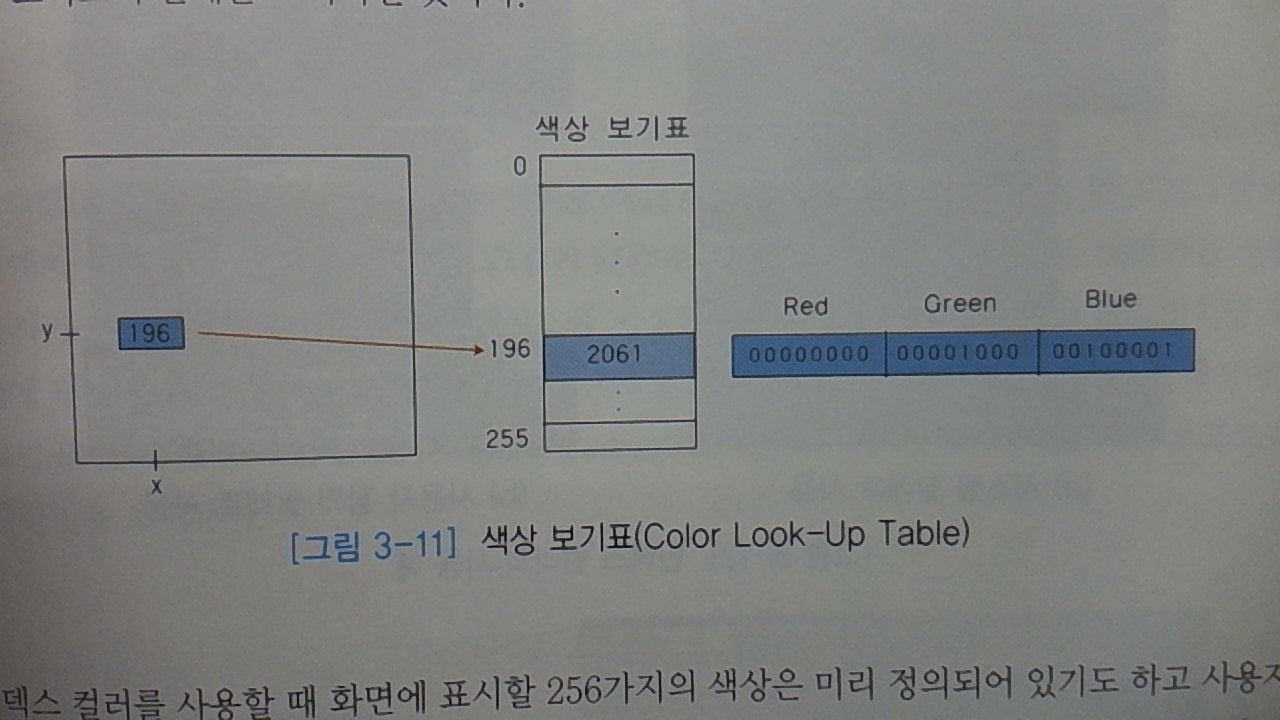 색상 보기표
0
Red Green Blue
y 196 196 2061 00000000 00001000 00100001
255
x
[그림 3-11] 색상 보기표(Color Look-Up Table)
덱스 컬러를 사용할 때 화면에 표시할 256가지의 색상은 미리 정의되어 있기도 하고 사용자